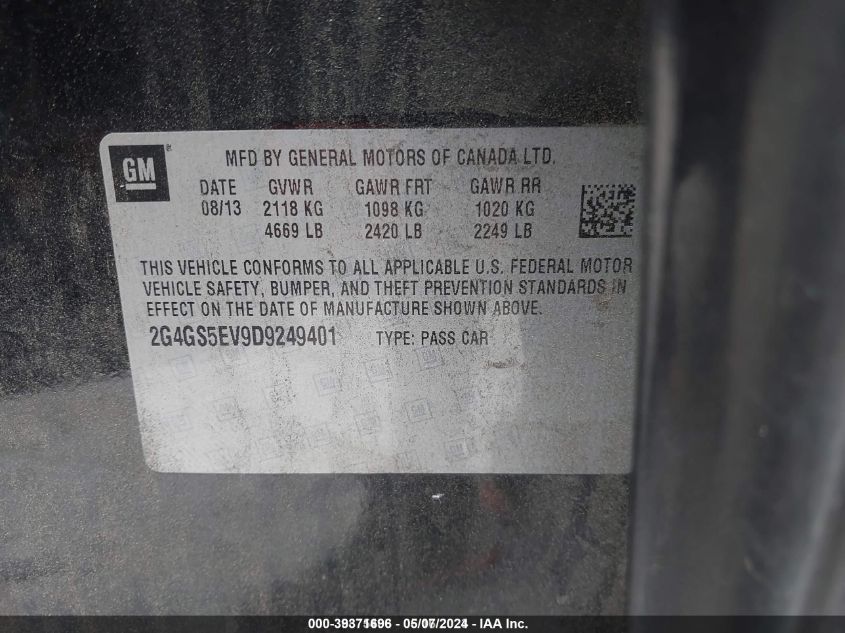 GM
MFD BY GENERAL MOTORS OF CANADA LTD.
DATE GVWR GAWR FRT GAWR RR
08/13 2118 KG 1098 KG 1020 KG
4669 LB 2420 LB 2249 LB
THIS VEHICLE CONFORMS TO ALL APPLICABLE U.S. FEDERAL MOTOR
VEHICLE SAFETY, BUMPER, AND THEFT PREVENTION STANDARDS IN
EFFECT ON THE DATE OF MANUFACTURE SHOWN ABOVE.
2G4GS5EV9D9249401 TYPE: PASS CAR
- IAA Inc.